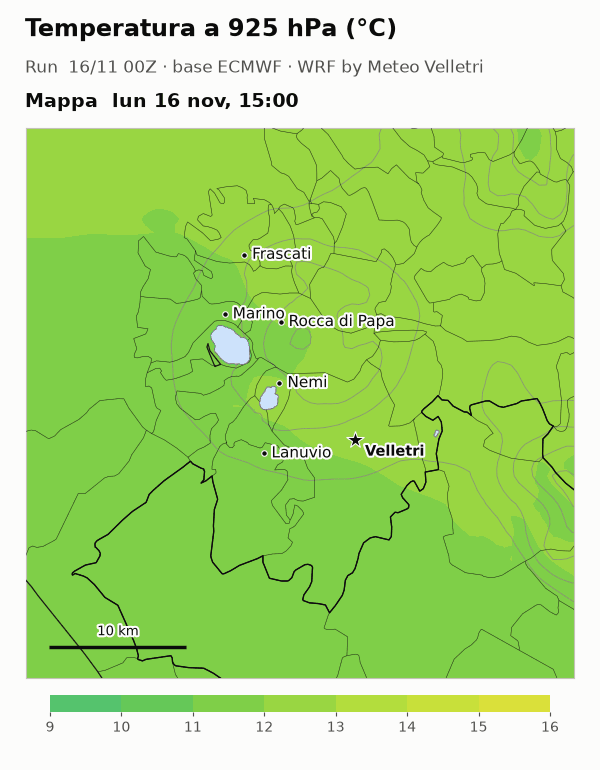 Temperatura a 925 hPa (°C)
Run  16/11 00Z · base ECMWF · WRF by Meteo Velletri
Mappa  lun 16 nov, 15:00
Frascati
Marino
Rocca di Papa
Nemi
Velletri
Lanuvio
10 km
9 10 11 12 13 14 15 16